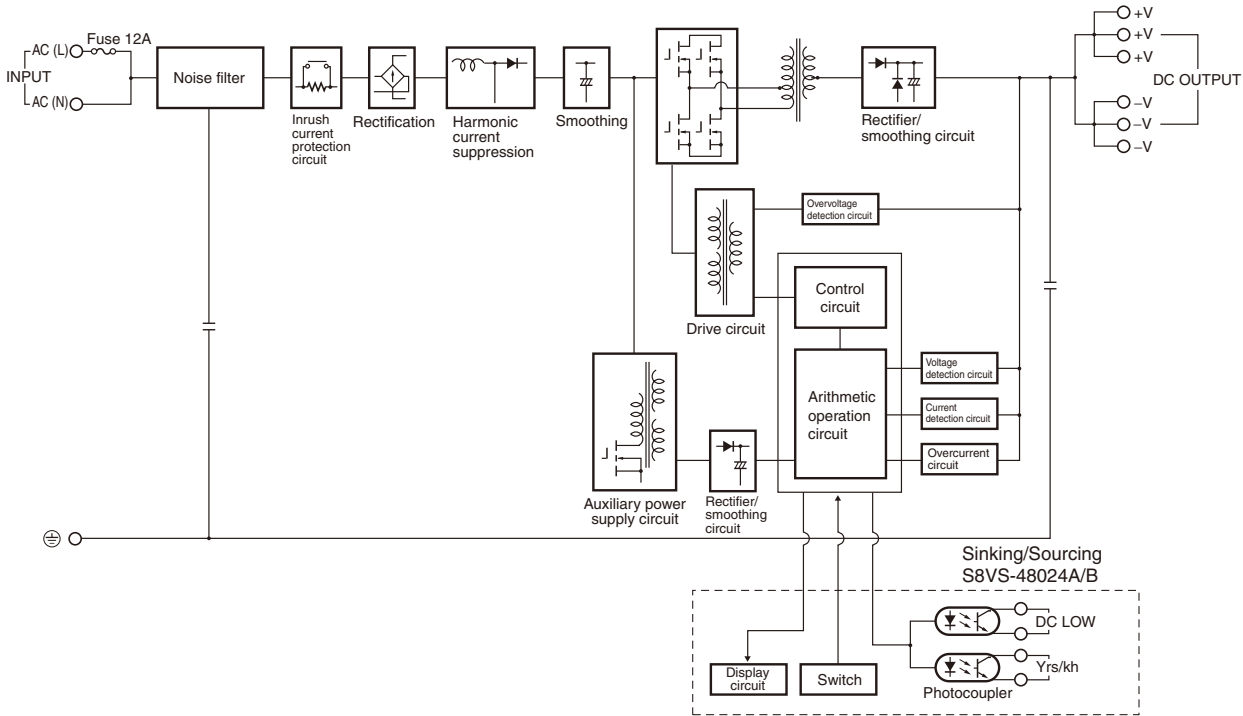 Fuse 12A
AC (L)
INPUT
AC (N)
Noise filter
Inrush
current
protection
circuit
Rectification
Harmonic
current
suppression
Smoothing
Rectifier/
smoothing circuit
+V
+V
+V
DC OUTPUT
–V
–V
–V
Overvoltage
detection circuit
Drive circuit
Control
circuit
Arithmetic
operation
circuit
Voltage
detection circuit
Current
detection circuit
Overcurrent
circuit
Auxiliary power
supply circuit
Rectifier/
smoothing
circuit
Sinking/Sourcing
S8VS-48024A/B
DC LOW
Yrs/kh
Photocoupler
Display
circuit
Switch